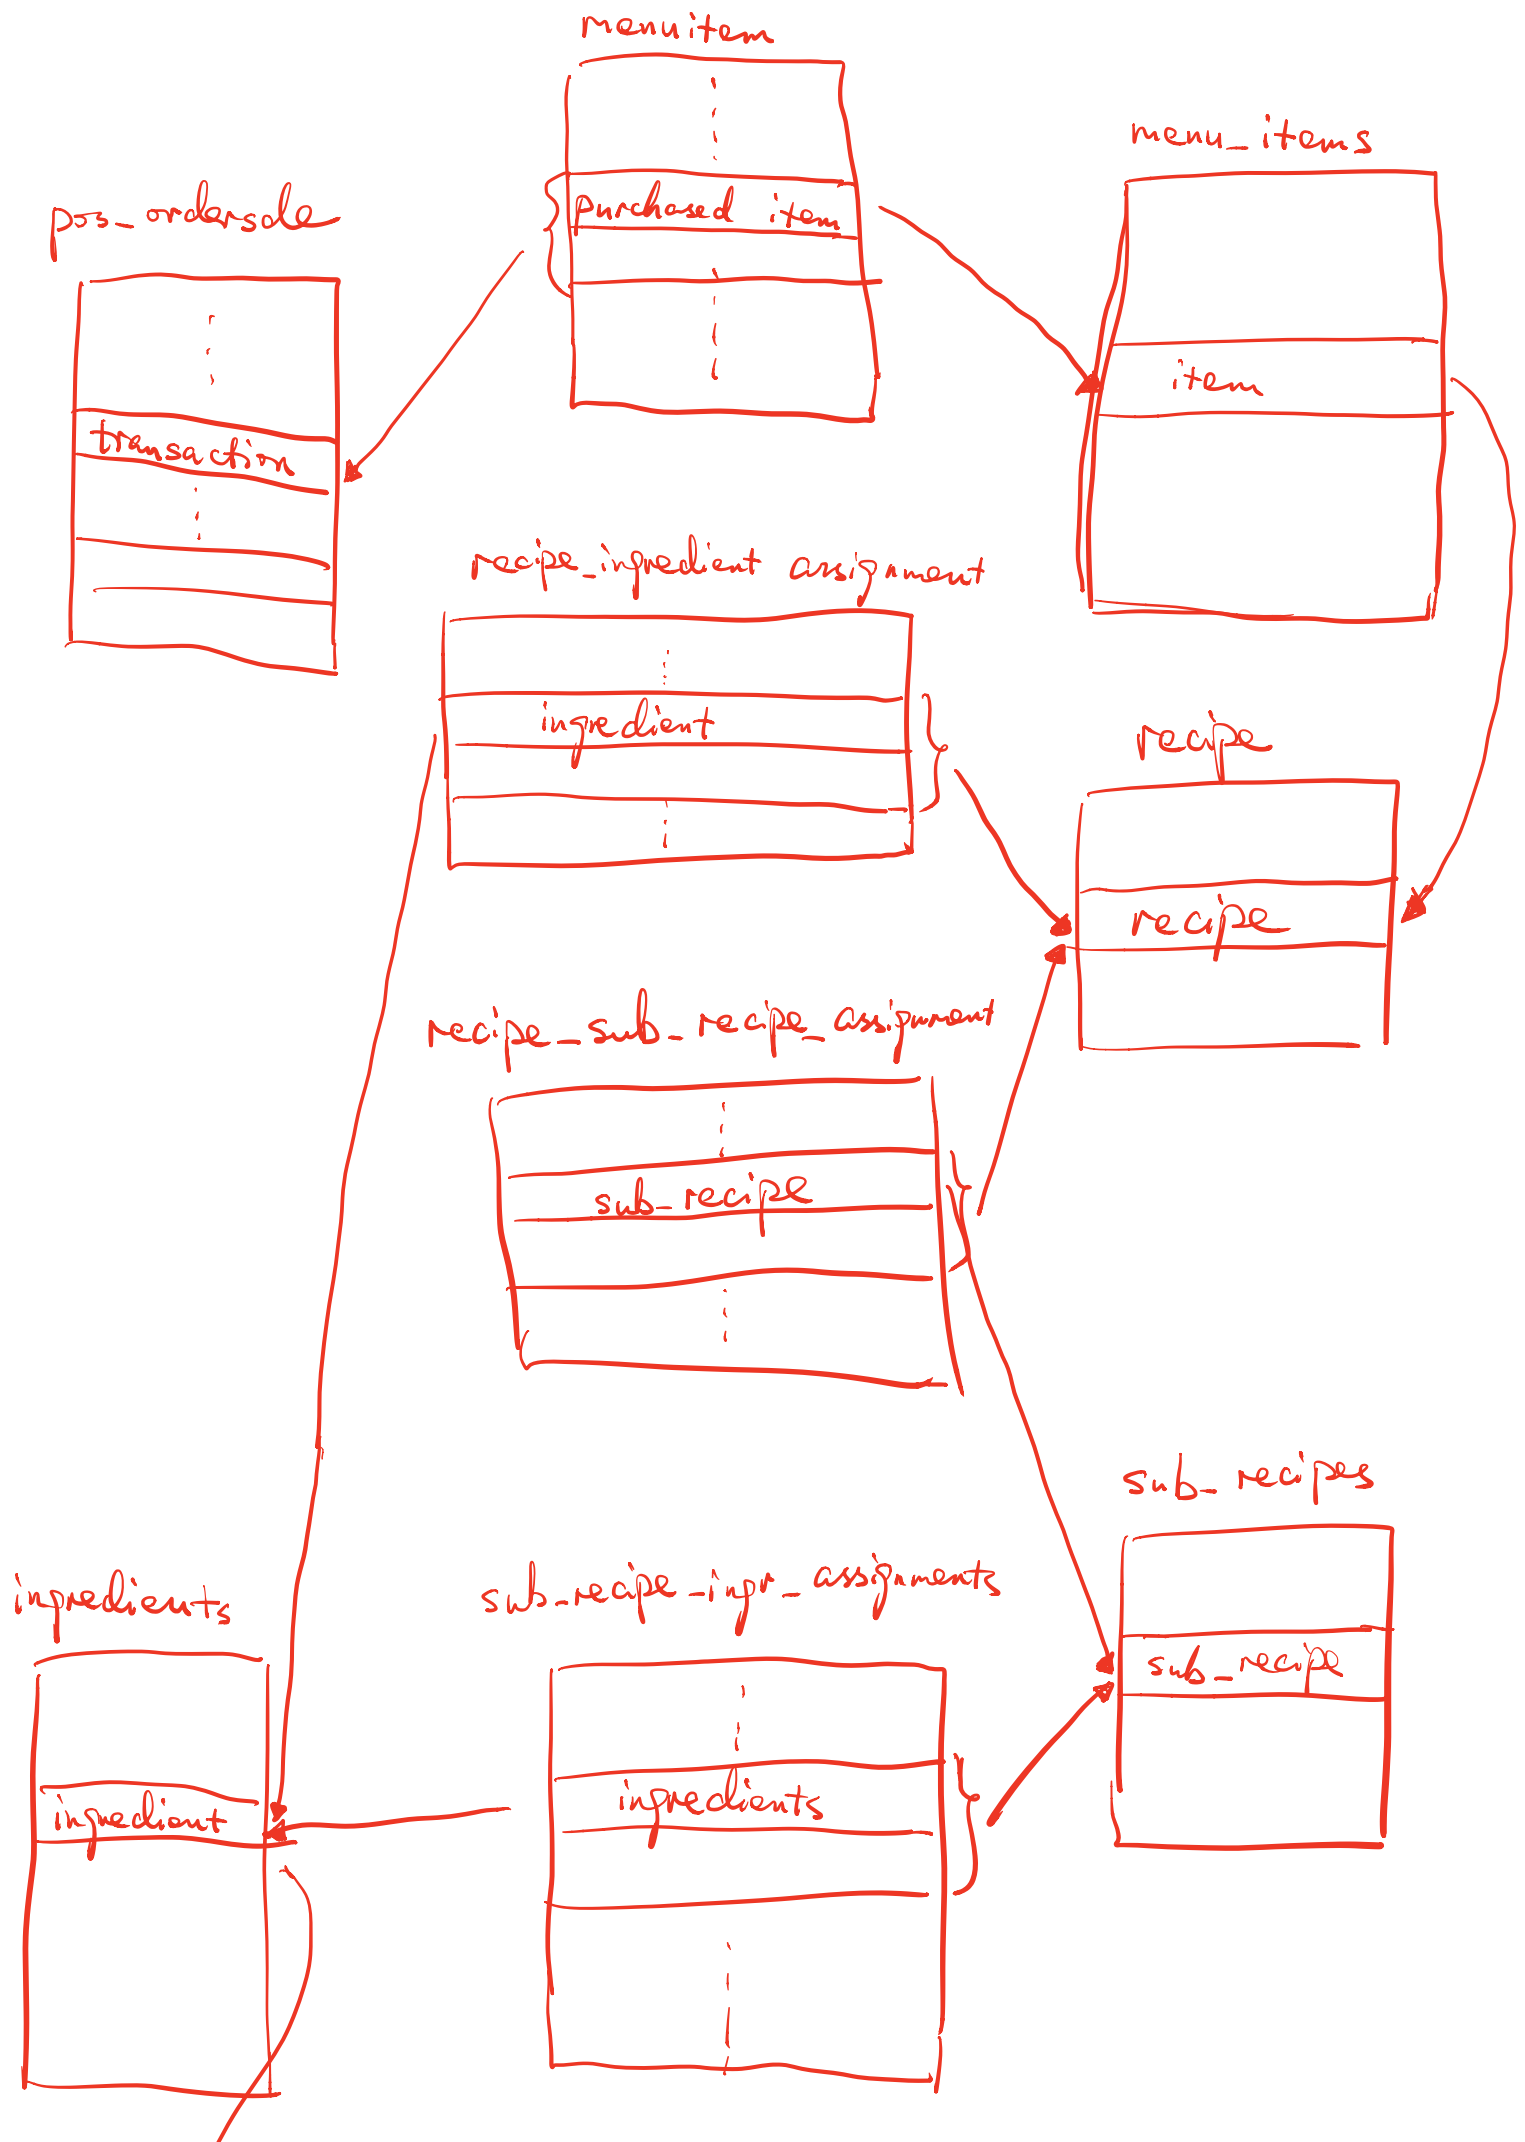 menuitem
menu_items
purchased item
pos_ordersale
item
transaction
recipe_ingredient assignment
ingredient
recipe
recipe
recipe_sub_recipe_assignment
sub_recipe
sub_recipes
ingredients
sub_recipe_ingr_assignments
sub_recipe
ingredient
ingredients